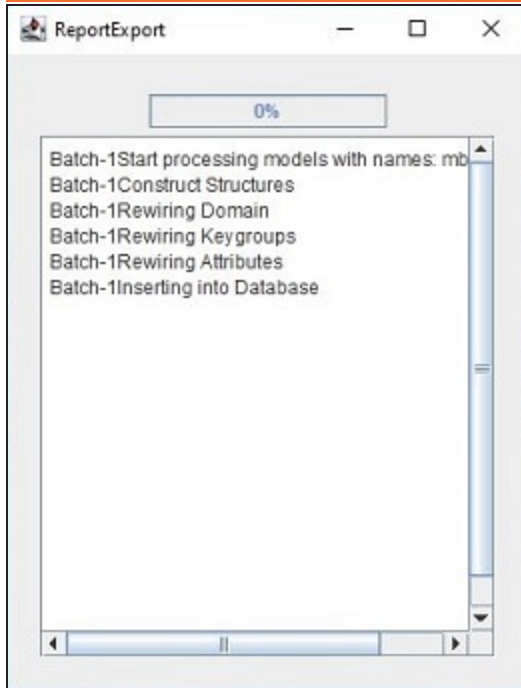 ReportExport
0%
Batch-1Start processing models with names: mb
Batch-1Construct Structures
Batch-1Rewiring Domain
Batch-1Rewiring Keygroups
Batch-1Rewiring Attributes
Batch-1Inserting into Database